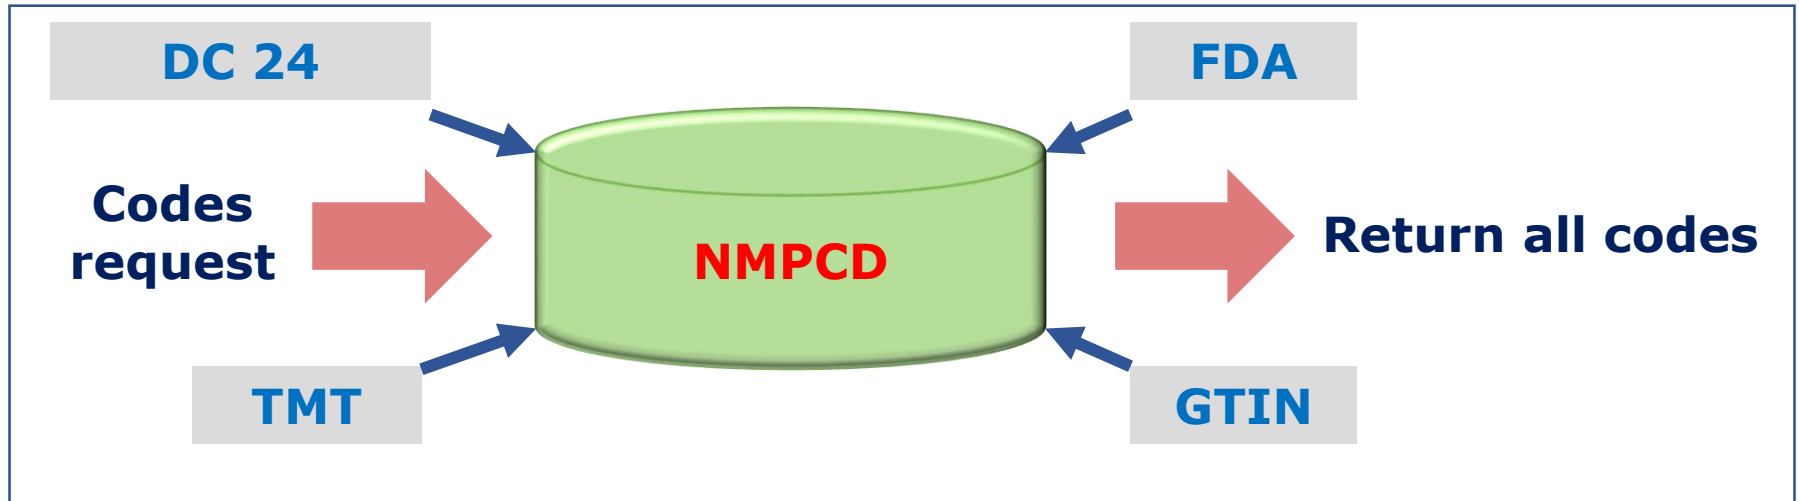 DC 24
FDA
Codes
request
NMPCD
Return all codes
TMT
GTIN